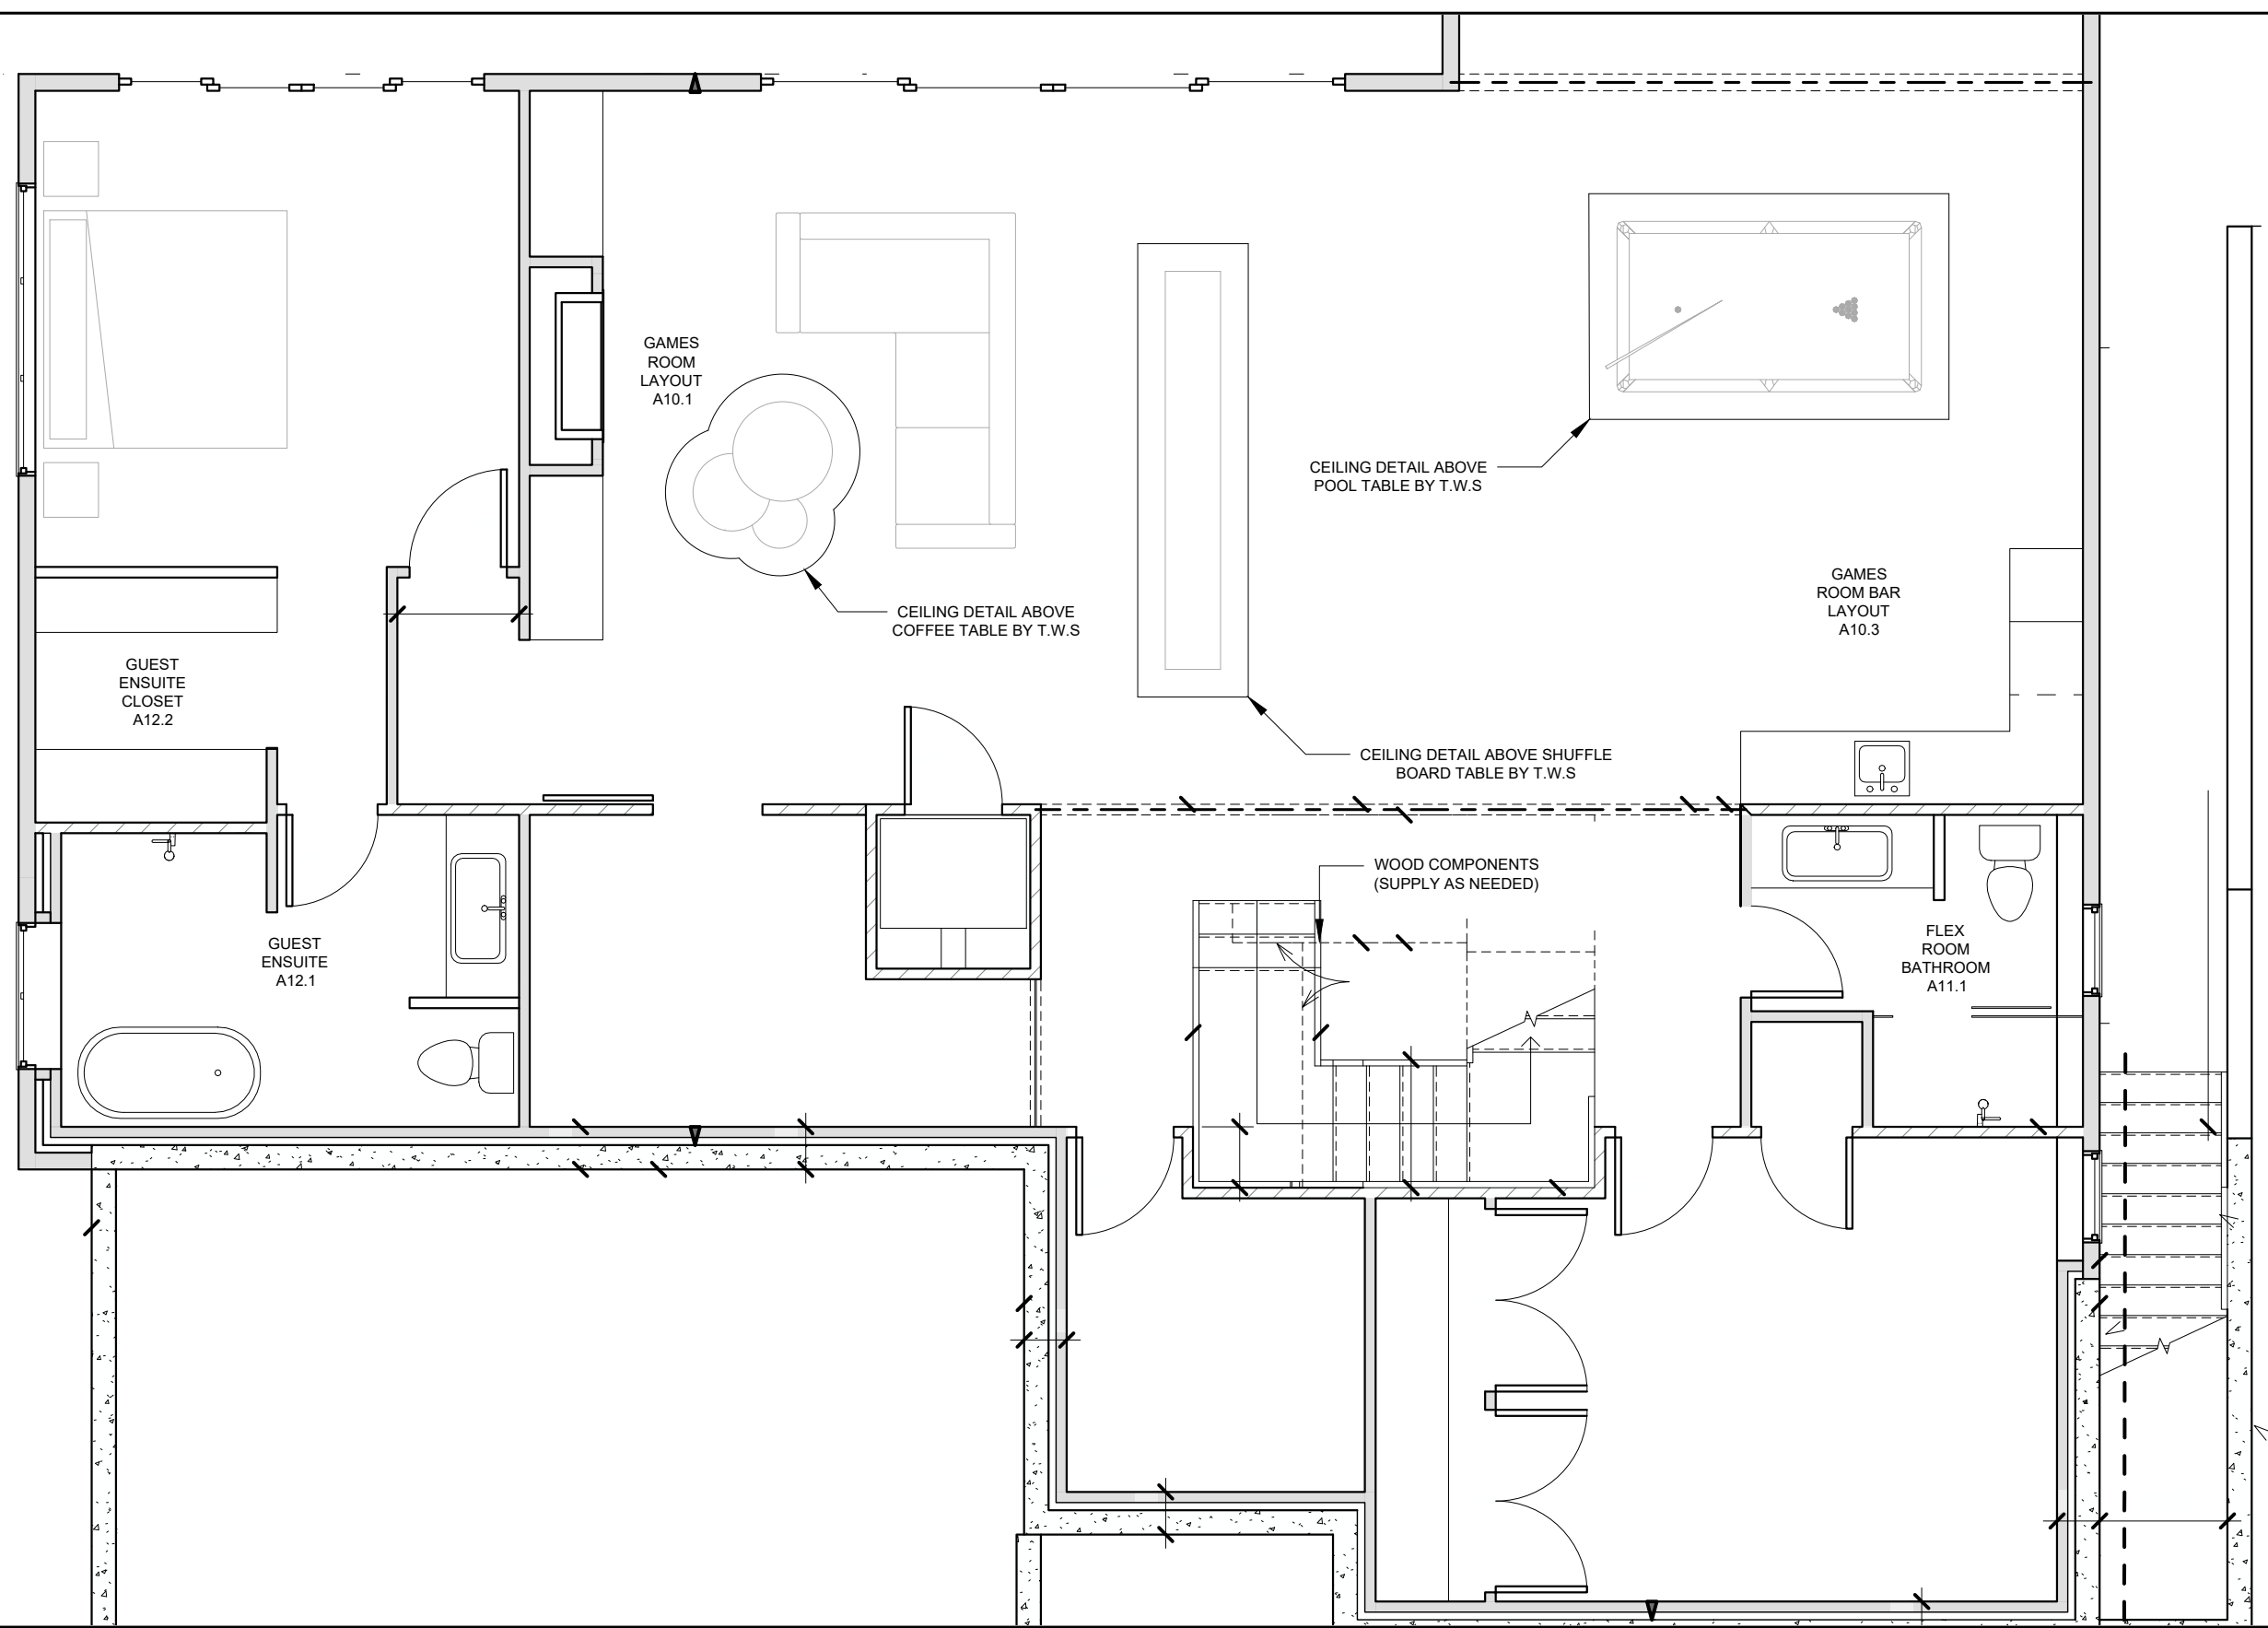 GAMES
ROOM
LAYOUT
A10.1
CEILING DETAIL ABOVE
POOL TABLE BY T.W.S
CEILING DETAIL ABOVE
COFFEE TABLE BY T.W.S
GAMES
ROOM BAR
LAYOUT
A10.3
GUEST
ENSUITE
CLOSET
A12.2
CEILING DETAIL ABOVE SHUFFLE
BOARD TABLE BY T.W.S
WOOD COMPONENTS
(SUPPLY AS NEEDED)
GUEST
ENSUITE
A12.1
FLEX
ROOM
BATHROOM
A11.1